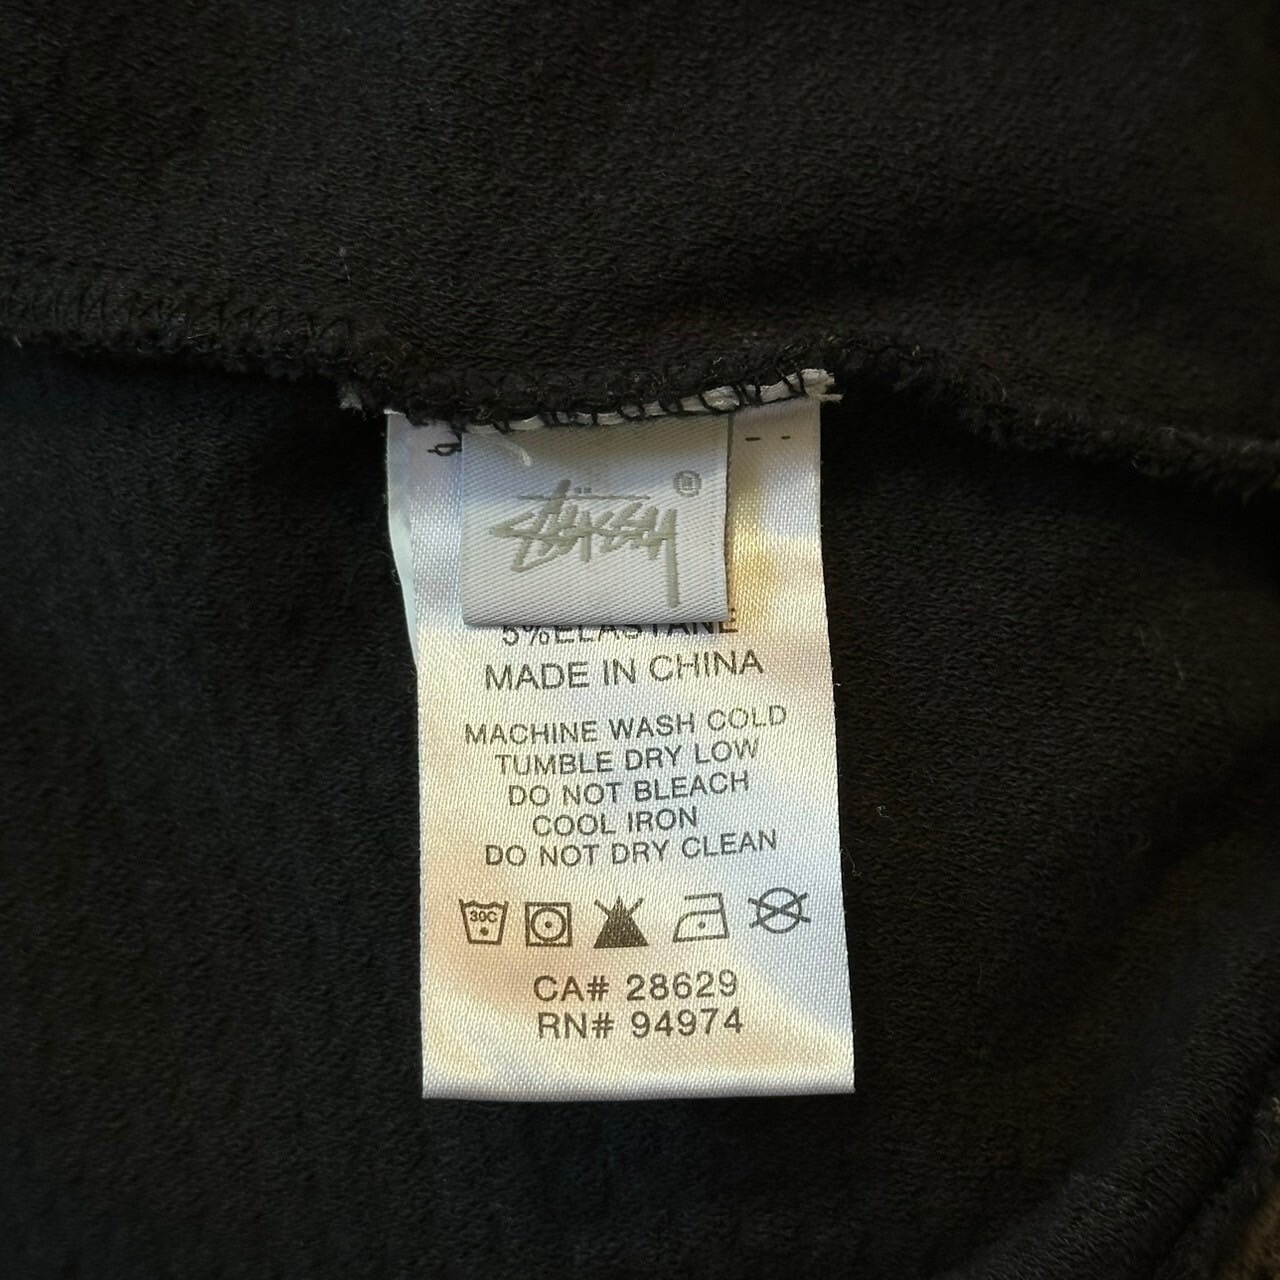 Stüssy ®
5% ELASTANE
MADE IN CHINA
MACHINE WASH COLD
TUMBLE DRY LOW
DO NOT BLEACH
COOL IRON
DO NOT DRY CLEAN
30C
CA# 28629
RN# 94974